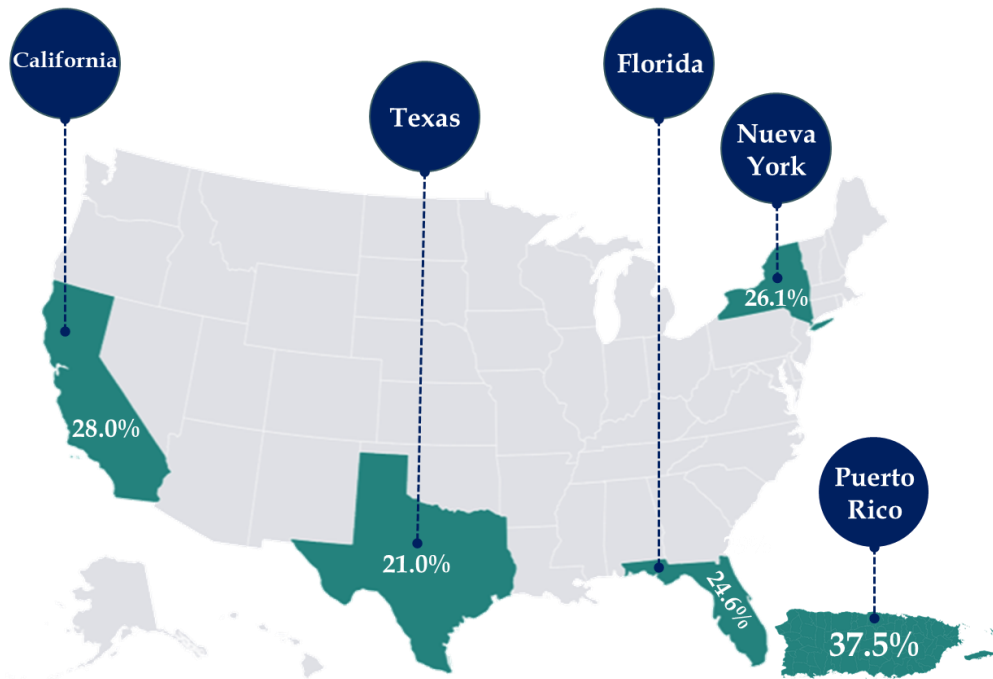 California
Florida
Texas
Nueva
York
26.1%
28.0%
Puerto
Rico
21.0%
24.6%
37.5%